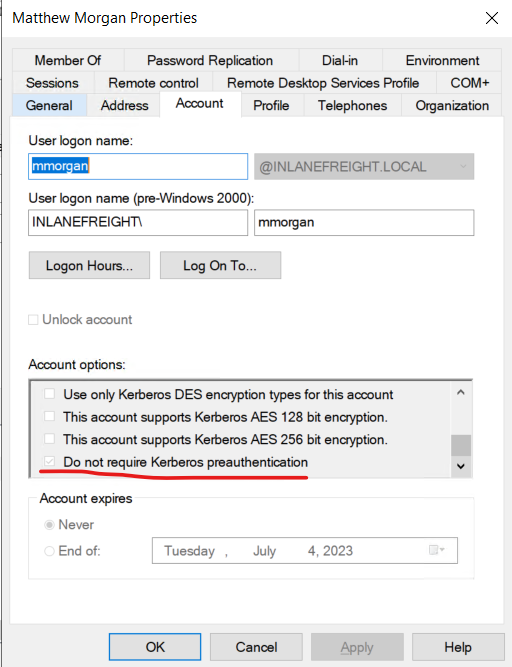 Matthew Morgan Properties
Member Of Password Replication Dial-in Environment
Sessions Remote control Remote Desktop Services Profile COM+
General Address Account Profile Telephones Organization
User logon name:
mmorgan @INLANEFREIGHT.LOCAL
User logon name (pre-Windows 2000):
INLANEFREIGHT\ mmorgan
Logon Hours... Log On To...
Unlock account
Account options:
Use only Kerberos DES encryption types for this account
This account supports Kerberos AES 128 bit encryption.
This account supports Kerberos AES 256 bit encryption.
Do not require Kerberos preauthentication
Account expires
Never
End of: Tuesday , July 4, 2023
OK Cancel Apply Help